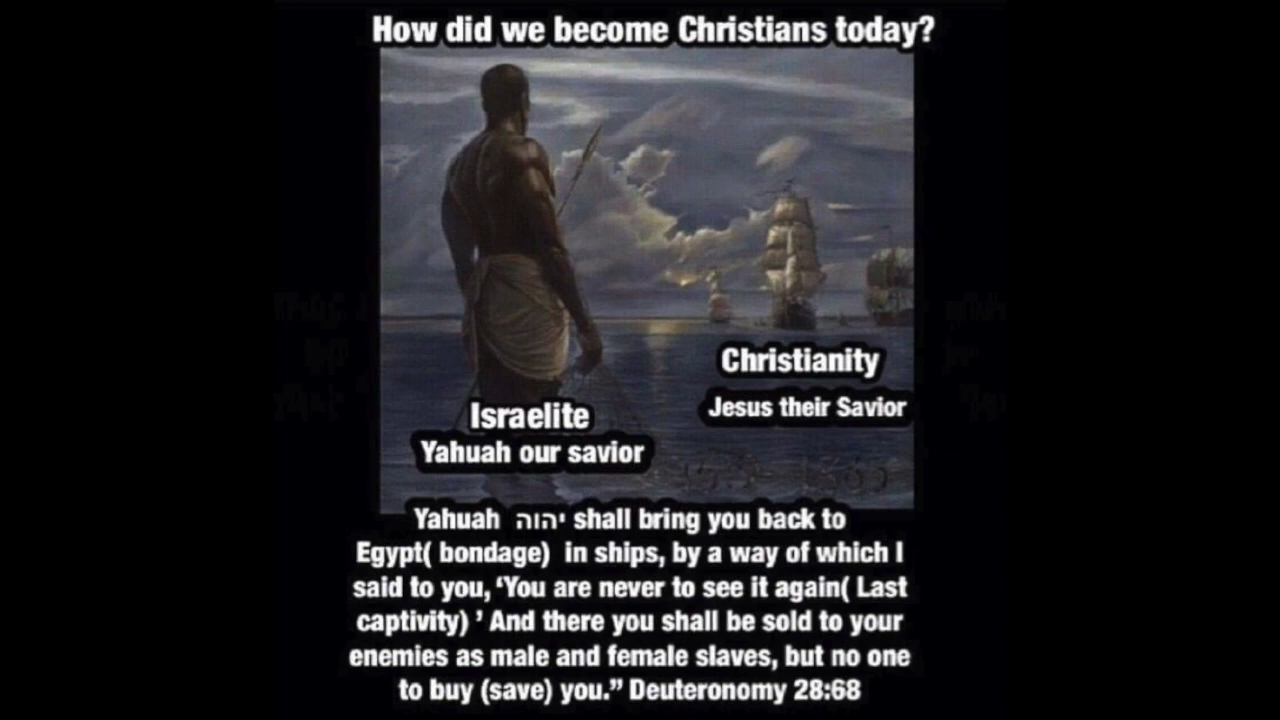 How did we become Christians today?
Christianity
Jesus their Savior
Israelite
Yahuah our savior
Yahuah יהוה shall bring you back to
Egypt( bondage) in ships, by a way of which I
said to you, ‘You are never to see it again( Last
captivity) ’ And there you shall be sold to your
enemies as male and female slaves, but no one
to buy (save) you.” Deuteronomy 28:68